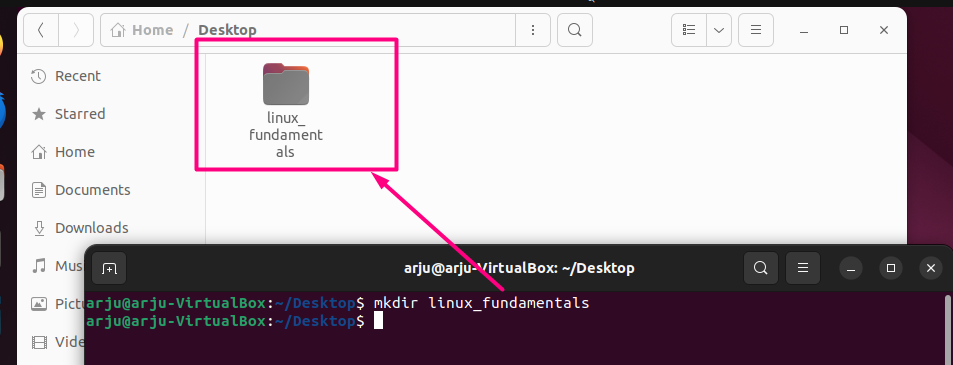 Home / Desktop
Recent
Starred
Home
Documents
Downloads
Mus
Pictu
Vide
linux_
fundament
als
arju@arju-VirtualBox: ~/Desktop
arju@arju-VirtualBox:~/Desktop$ mkdir linux_fundamentals
arju@arju-VirtualBox:~/Desktop$